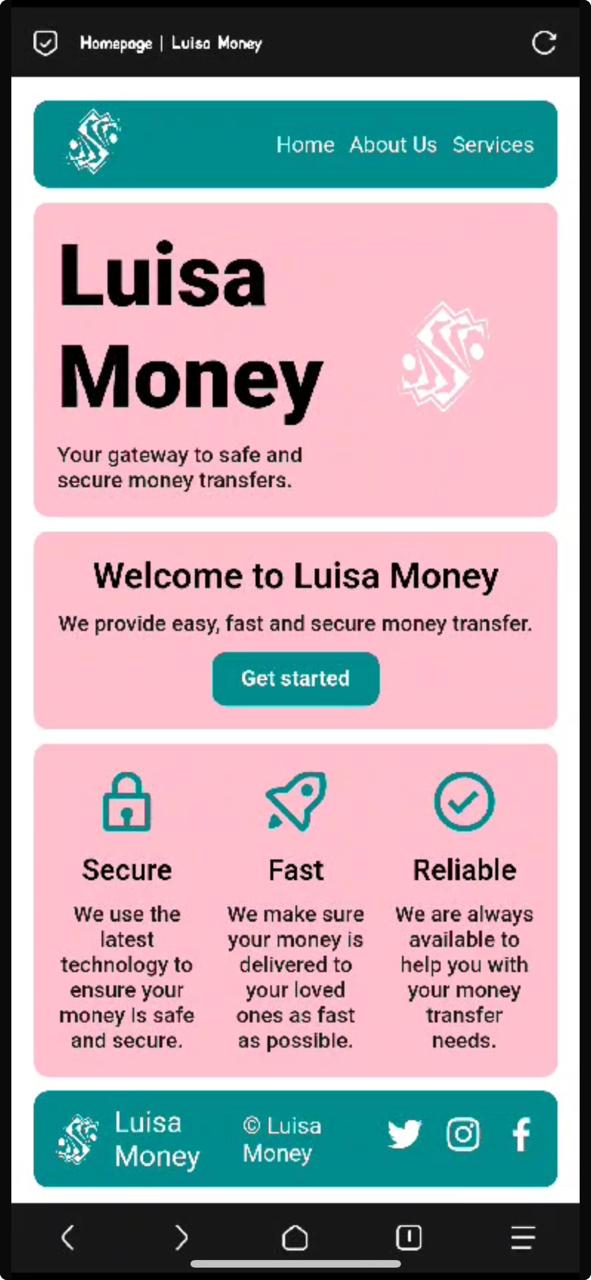 Homepage | Luisa Money
Home About Us Services
Luisa
Money
Your gateway to safe and
secure money transfers.
Welcome to Luisa Money
We provide easy, fast and secure money transfer.
Get started
Secure
We use the
latest
technology to
ensure your
money is safe
and secure.
Fast
We make sure
your money is
delivered to
your loved
ones as fast
as possible.
Reliable
We are always
available to
help you with
your money
transfer
needs.
Luisa
Money
© Luisa
Money